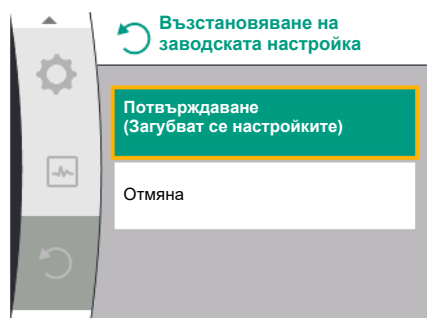 Възстановяване на
заводската настройка
Потвърждаване
(Загубват се настройките)
Отмяна